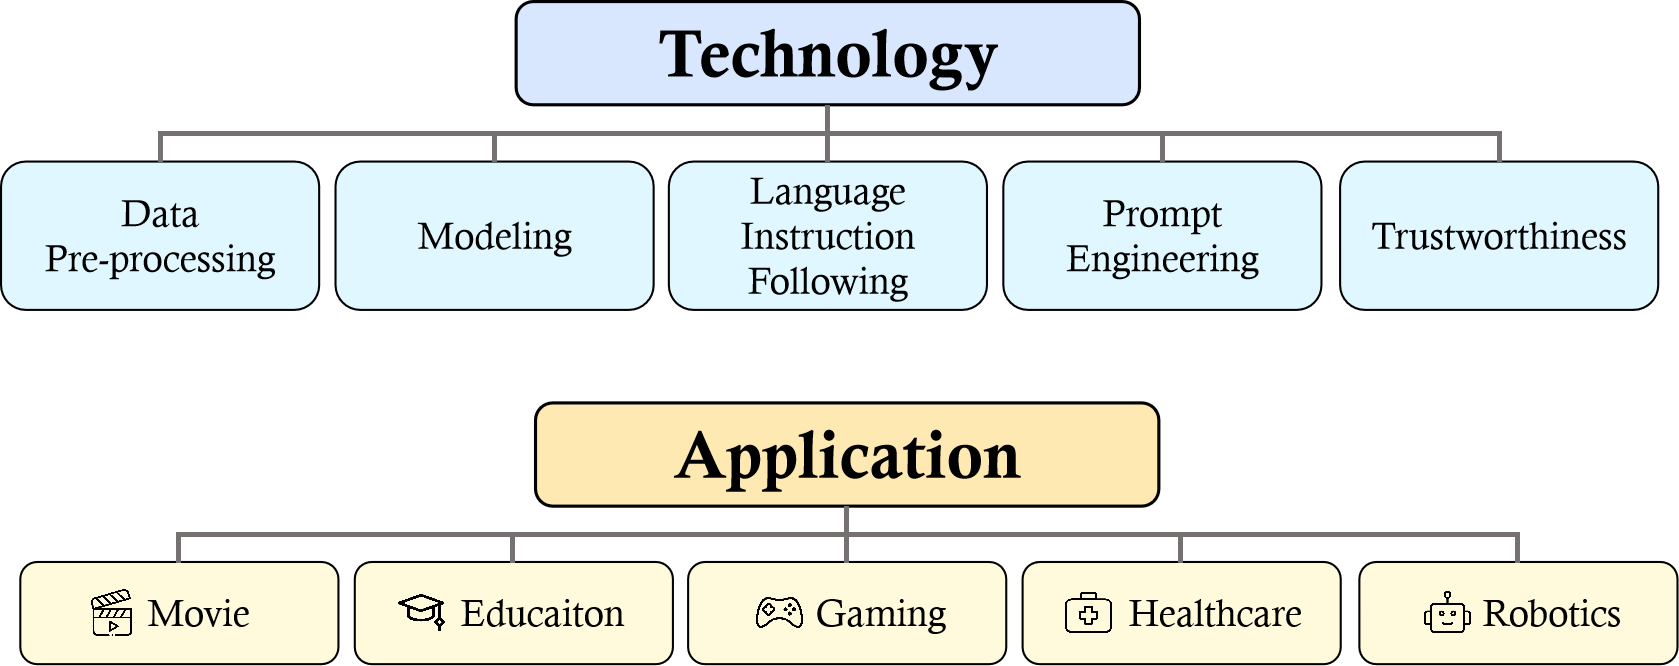 Technology
Data
Pre-processing
Modeling
Language
Instruction
Following
Prompt
Engineering
Trustworthiness
Application
Movie
Educaiton
Gaming
Healthcare
Robotics